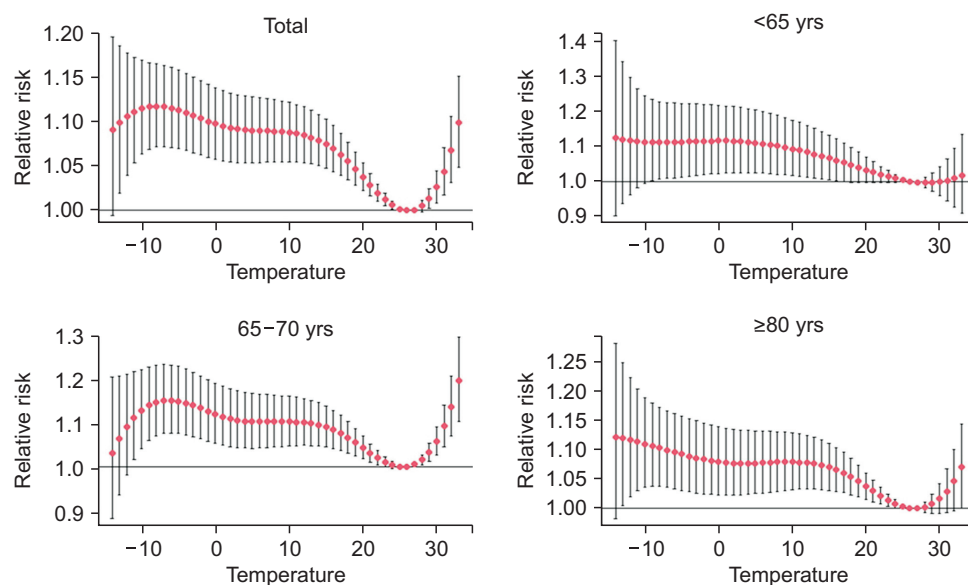 Total
Relative risk
1.20
1.15
1.10
1.05
1.00
−10 0 10 20 30
Temperature
<65 yrs
Relative risk
1.4
1.3
1.2
1.1
1.0
0.9
−10 0 10 20 30
Temperature
65−70 yrs
Relative risk
1.3
1.2
1.1
1.0
0.9
−10 0 10 20 30
Temperature
≥80 yrs
Relative risk
1.25
1.20
1.15
1.10
1.05
1.00
−10 0 10 20 30
Temperature